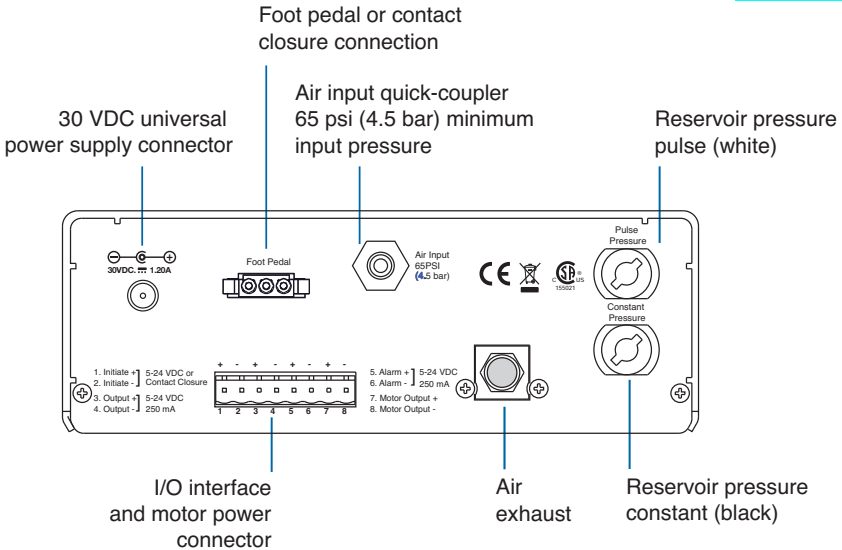 Foot pedal or contact
closure connection
Air input quick-coupler
65 psi (4.5 bar) minimum
input pressure
30 VDC universal
power supply connector
Reservoir pressure
pulse (white)
30VDC. 1.20A
Foot Pedal
Air Input
65PSI
(4.5 bar)
CE
C SP ® US
155021
Pulse
Pressure
Constant
Pressure
1. Initiate +
2. Initiate -
5-24 VDC or
Contact Closure
3. Output +
4. Output -
5-24 VDC
250 mA
+ - + - + - + -
1 2 3 4 5 6 7 8
5. Alarm +
6. Alarm -
5-24 VDC
250 mA
7. Motor Output +
8. Motor Output -
I/O interface
and motor power
connector
Air
exhaust
Reservoir pressure
constant (black)